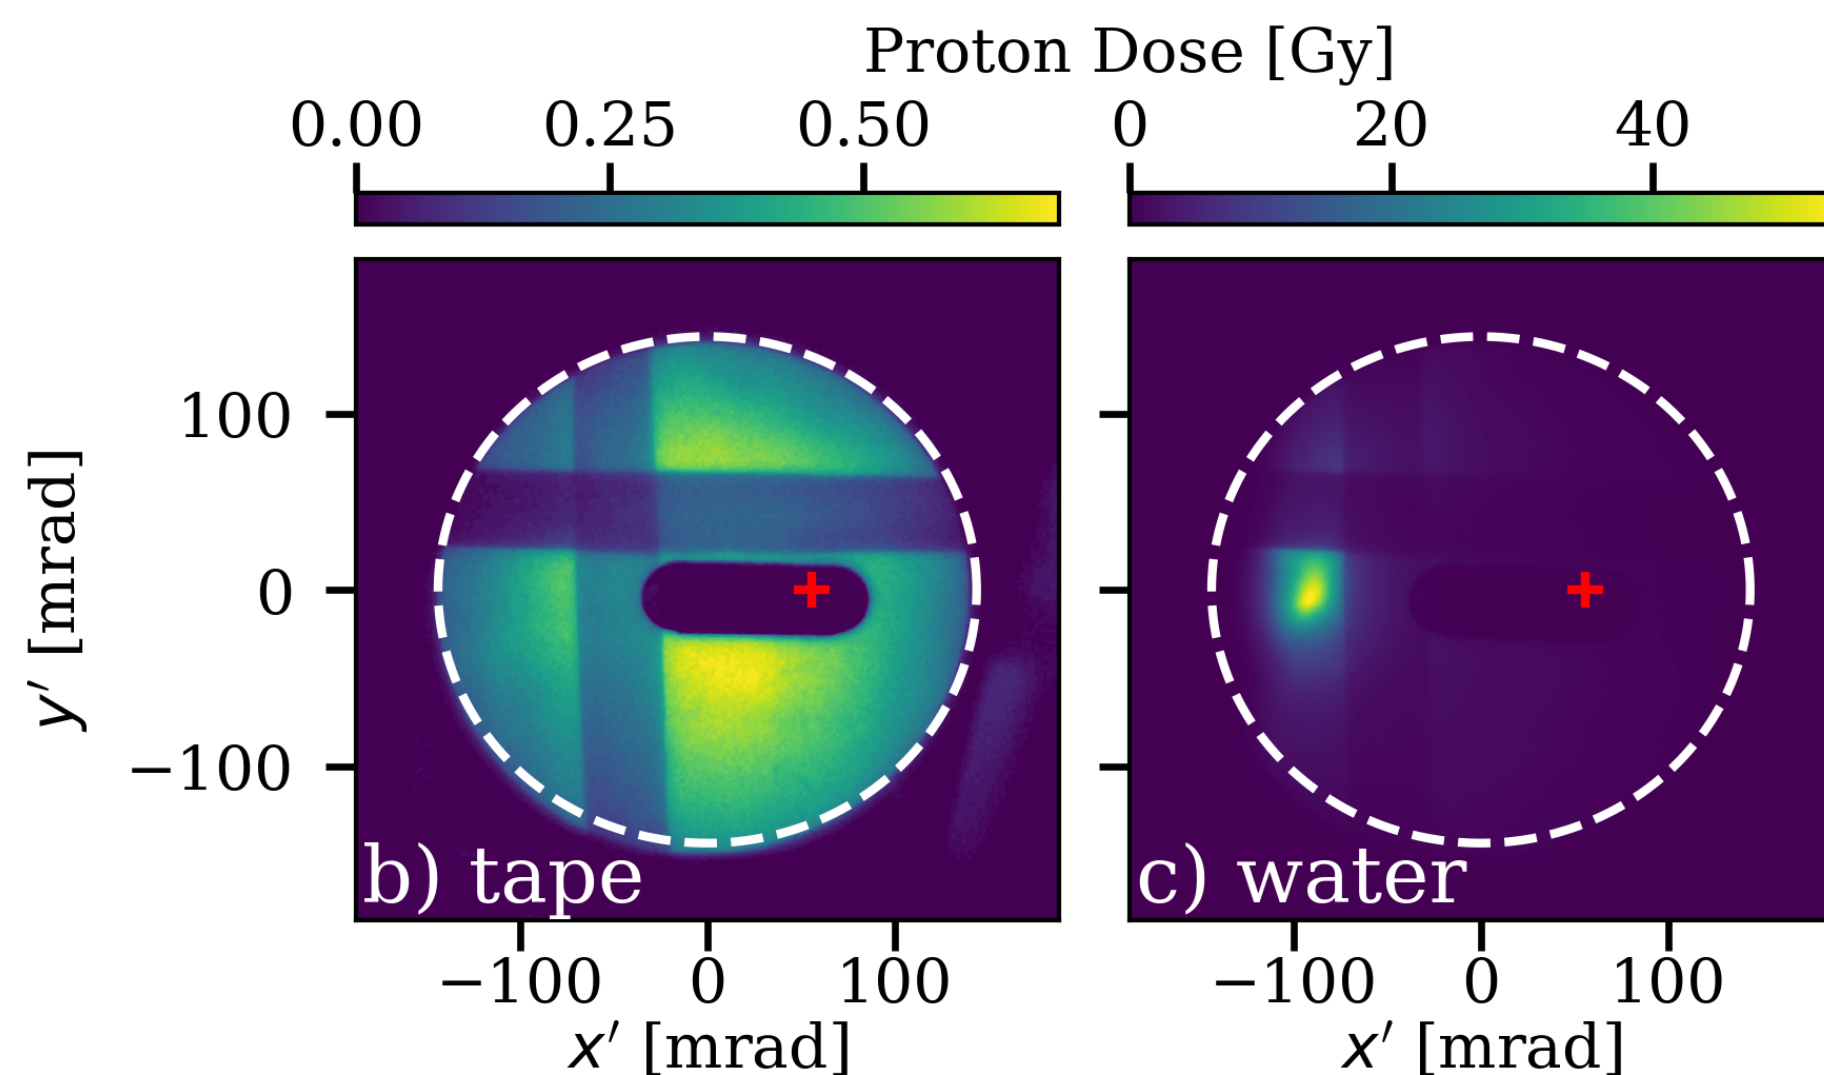 Proton Dose [Gy]
0.00 0.25 0.50 0 20 40
100
0
−100
y′ [mrad]
b) tape c) water
−100 0 100 −100 0 100
x′ [mrad] x′ [mrad]